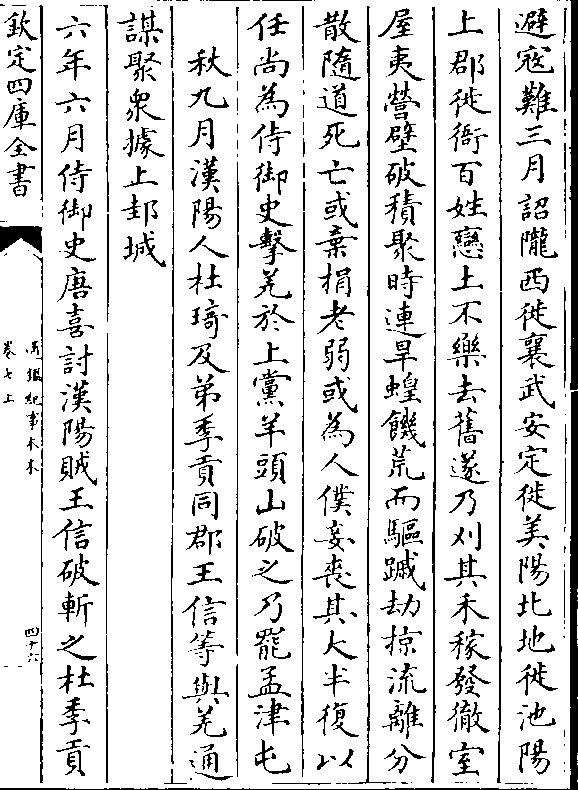 避寇難三月詔隴西徙襄武安定徙美陽北地徙池陽
上郡徙衙百姓戀土不樂去舊遂乃刈其禾稼發徹室
屋夷營壁破積聚時連旱蝗饑荒而驅䠞劫掠流離分
散隨道死亡或棄捐老弱或為人僕妾喪其大半復以
任尚為侍御史擊羌於上黨羊頭山破之乃罷孟津屯
秋九月漢陽人杜琦及弟季貢同郡王信等與羌通
謀聚衆據上邽城
六年六月侍御史唐喜討漢陽賊王信破斬之杜季貢
欽定四庫全書
通鑑紀事本末
卷七上
四十六